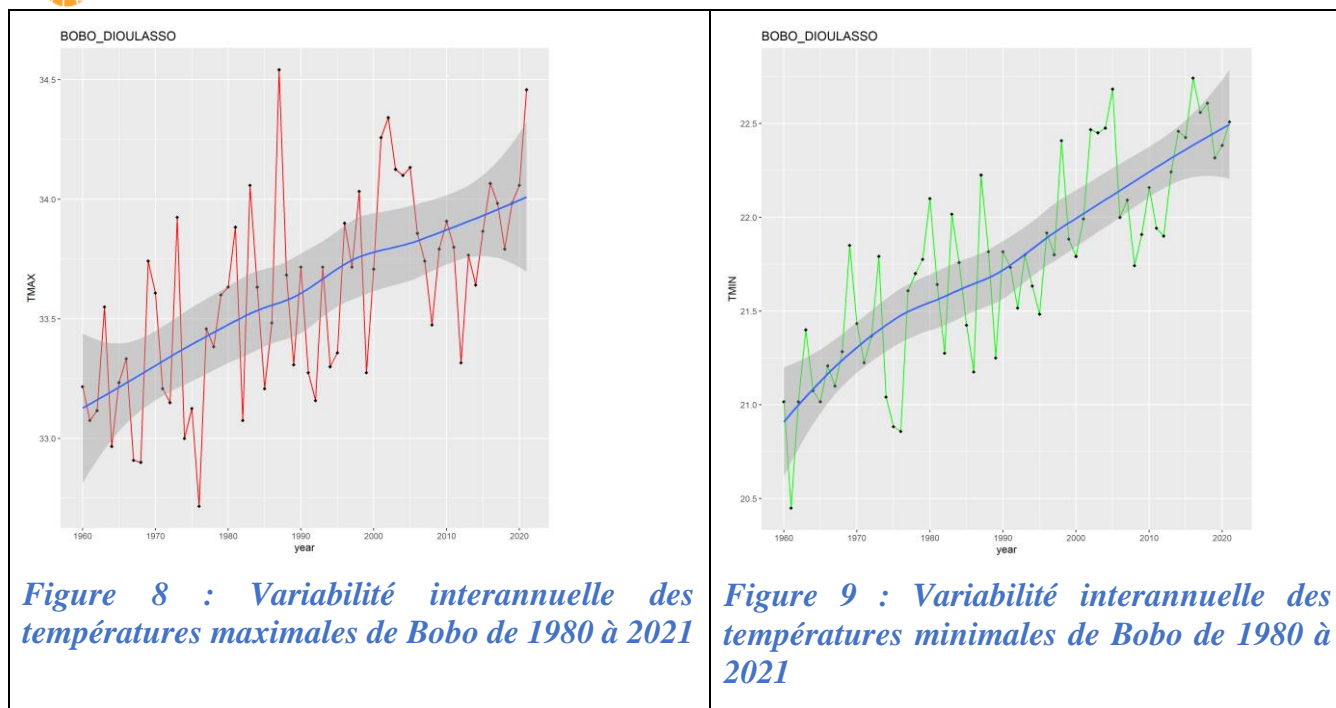 BOBO_DIOULASSO
34.5
34.0
33.5
33.0
TMAX
1960 1970 1980 1990 2000 2010 2020
year
Figure 8 : Variabilité interannuelle des
températures maximales de Bobo de 1980 à 2021
BOBO_DIOULASSO
22.5
22.0
21.5
21.0
20.5
TMIN
1960 1970 1980 1990 2000 2010 2020
year
Figure 9 : Variabilité interannuelle des
températures minimales de Bobo de 1980 à
2021